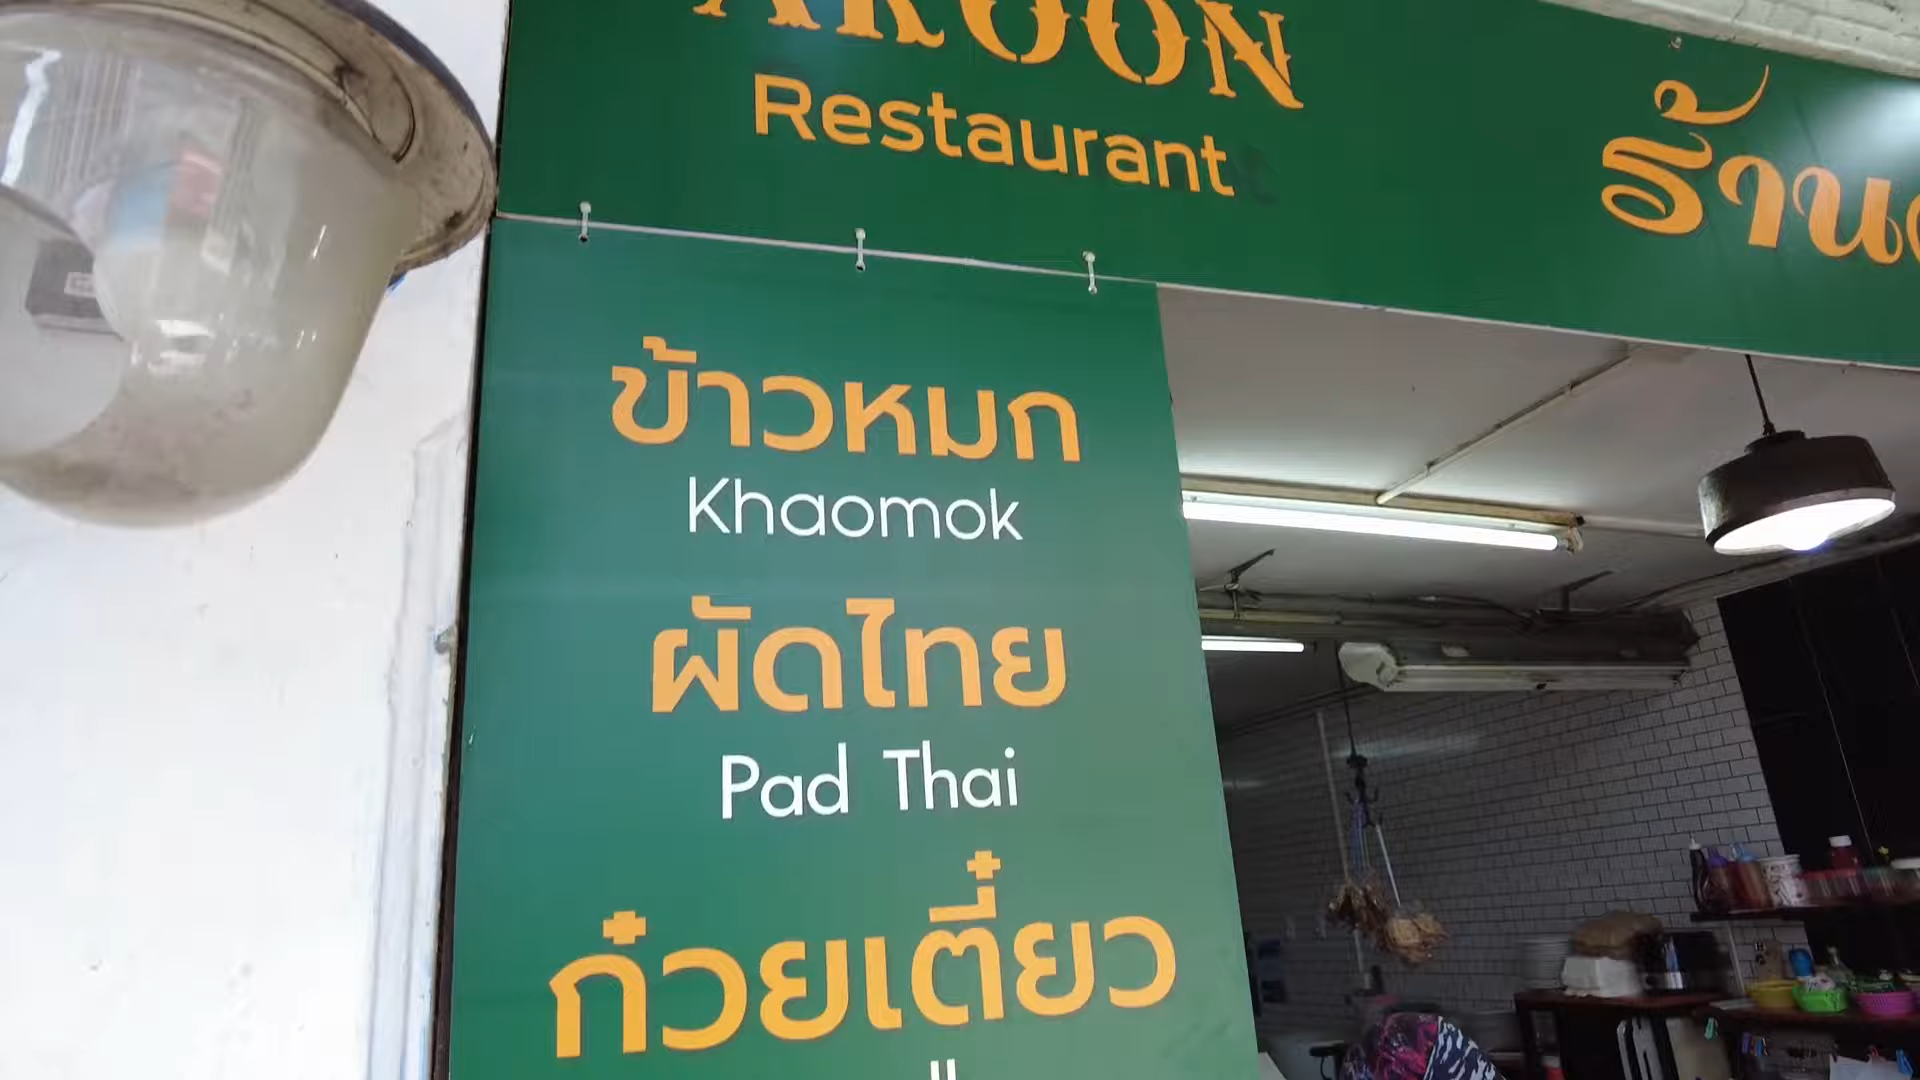 AROON
Restaurant
ร้าน
ข้าวหมก
Khaomok
ผัดไทย
Pad Thai
ก๋วยเตี๋ยว